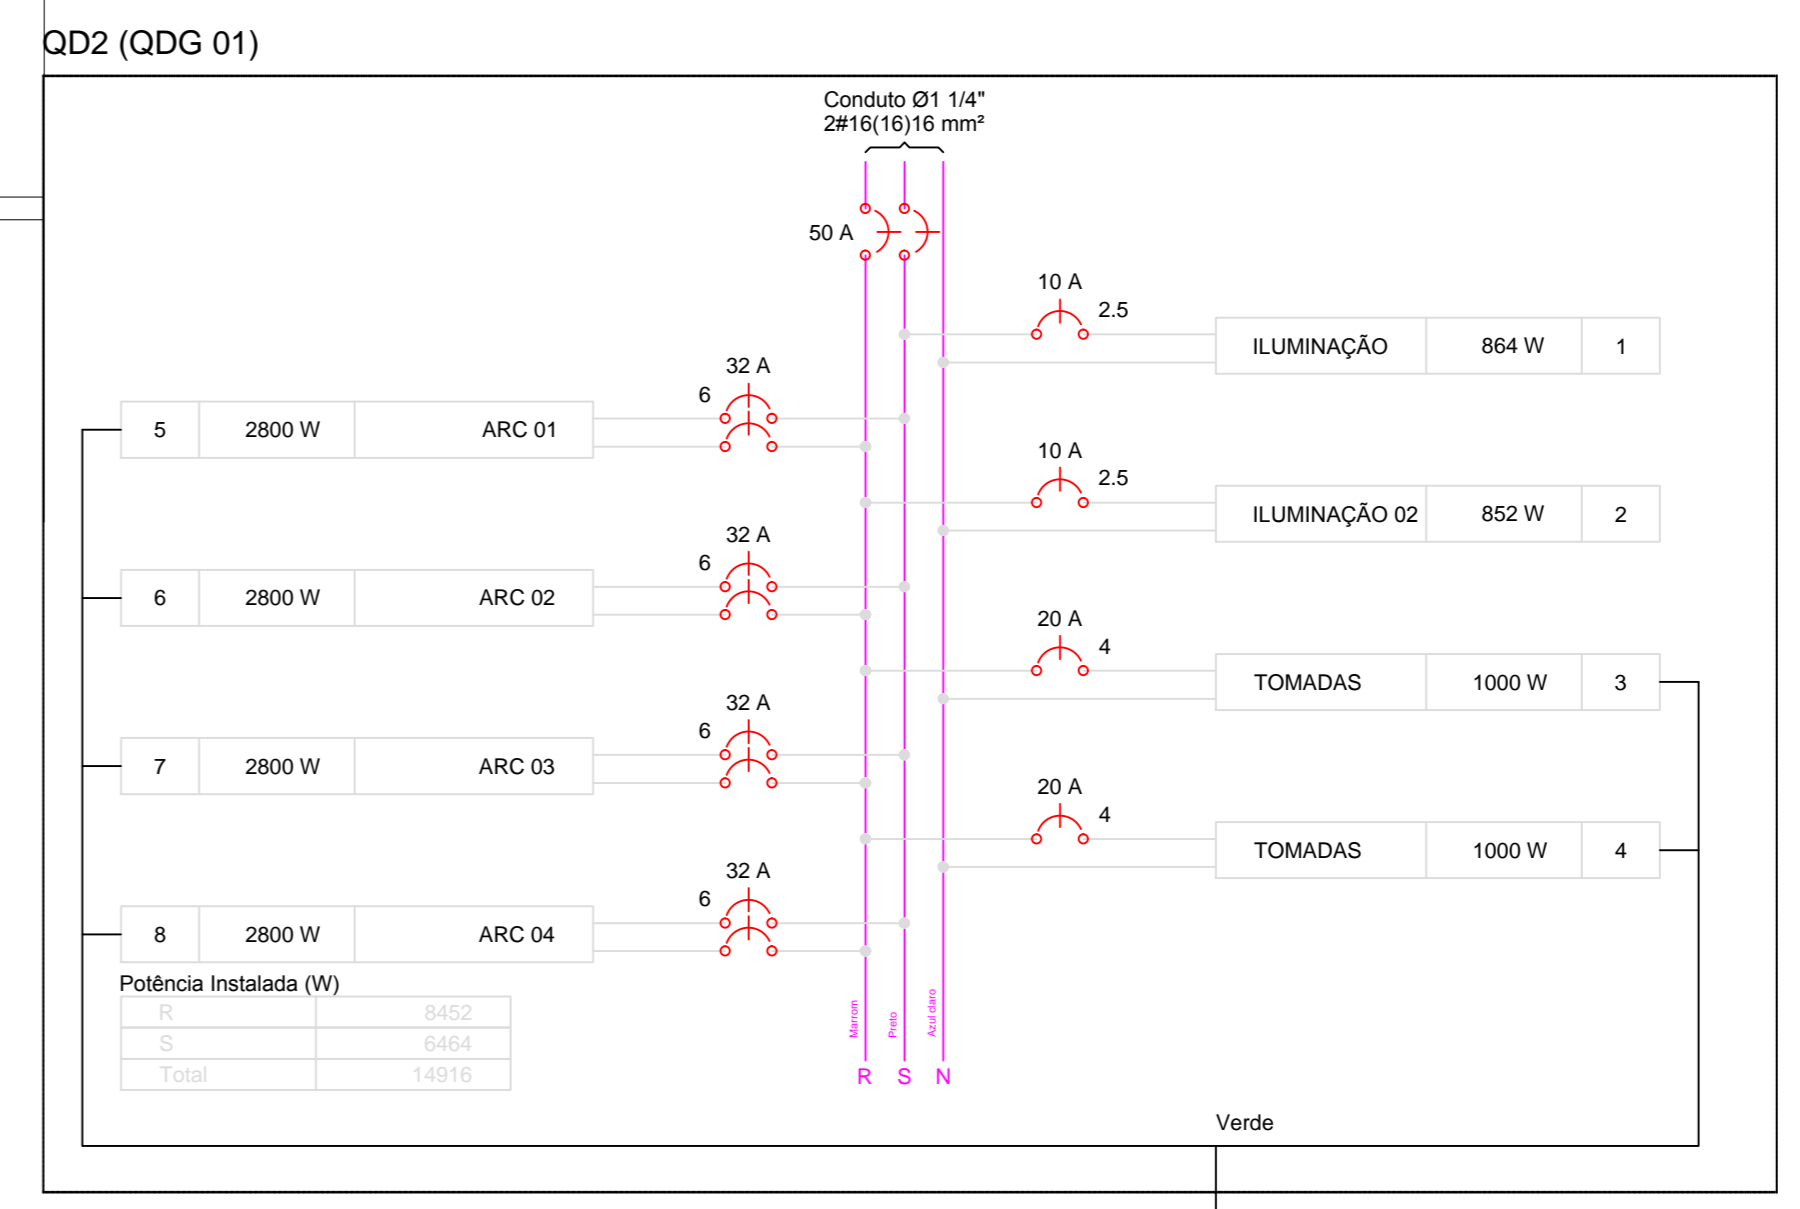 QD2 (QDG 01)
Conduto Ø1 1/4"
2#16(16)16 mm²
50 A
10 A
2.5
ILUMINAÇÃO 864 W 1
32 A
6
5 2800 W ARC 01
10 A
2.5
ILUMINAÇÃO 02 852 W 2
32 A
6
6 2800 W ARC 02
20 A
4
TOMADAS 1000 W 3
32 A
6
7 2800 W ARC 03
20 A
4
TOMADAS 1000 W 4
32 A
6
8 2800 W ARC 04
Potência Instalada (W)
R 8452
S 6464
Total 14916
Marrom
Preto
Azul claro
R S N
Verde